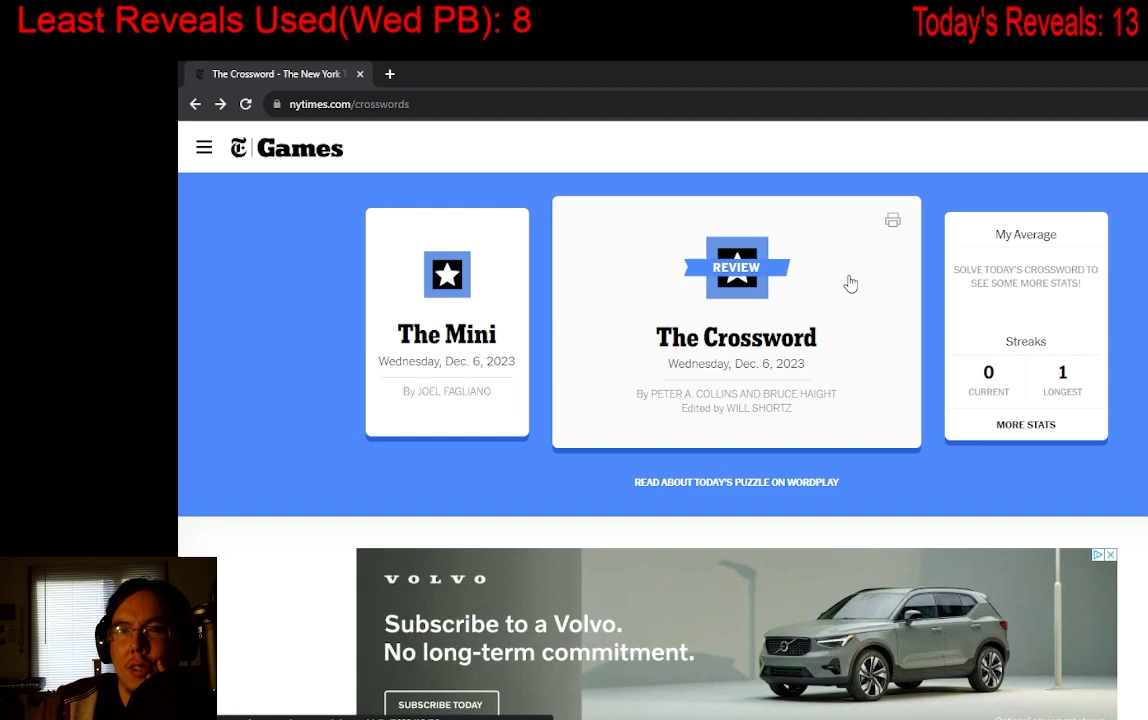 Least Reveals Used(Wed PB): 8
Today's Reveals: 13
The Crossword - The New York
nytimes.com/crosswords
Games
REVIEW
The Mini
Wednesday, Dec. 6, 2023
By JOEL FAGLIANO
The Crossword
Wednesday, Dec. 6, 2023
By PETER A. COLLINS AND BRUCE HAIGHT
Edited by WILL SHORTZ
My Average
SOLVE TODAY'S CROSSWORD TO
SEE SOME MORE STATS!
Streaks
0 1
CURRENT LONGEST
MORE STATS
READ ABOUT TODAY'S PUZZLE ON WORDPLAY
VOLVO
Subscribe to a Volvo.
No long-term commitment.
SUBSCRIBE TODAY